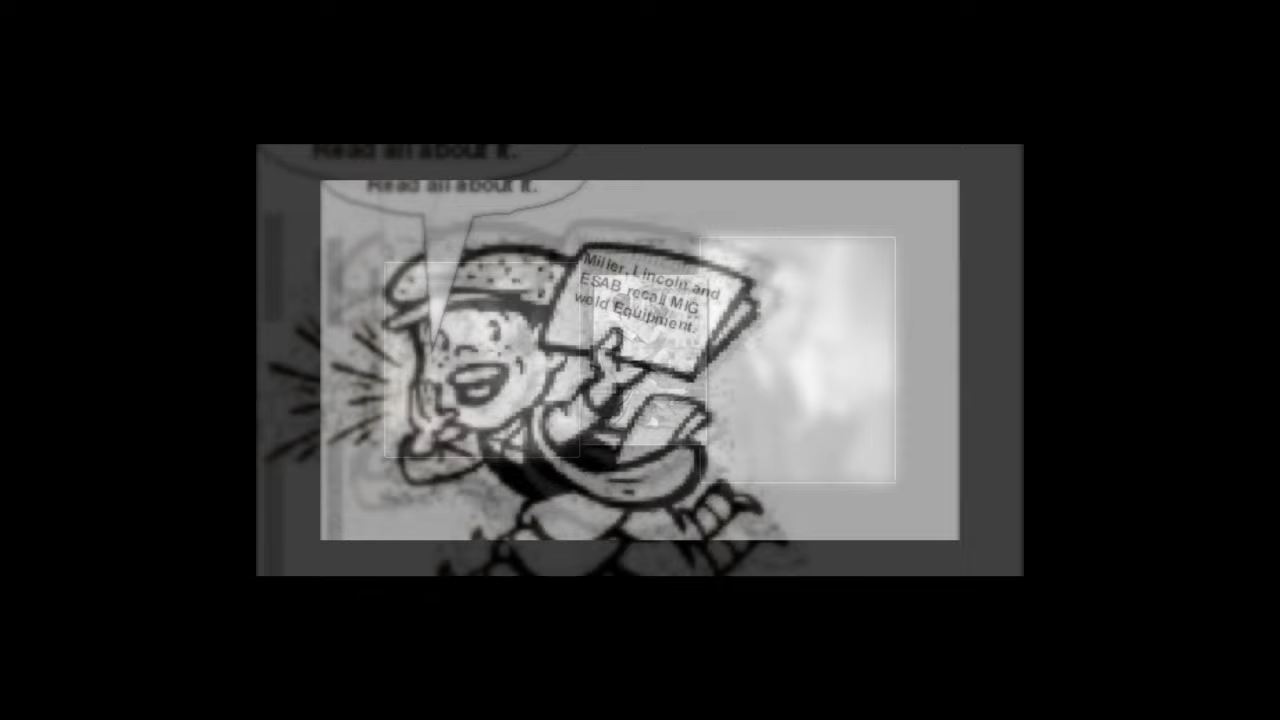 Read all about it.
Read all about it.
Miller, Lincoln and
ESAB recall MIG
weld Equipment.